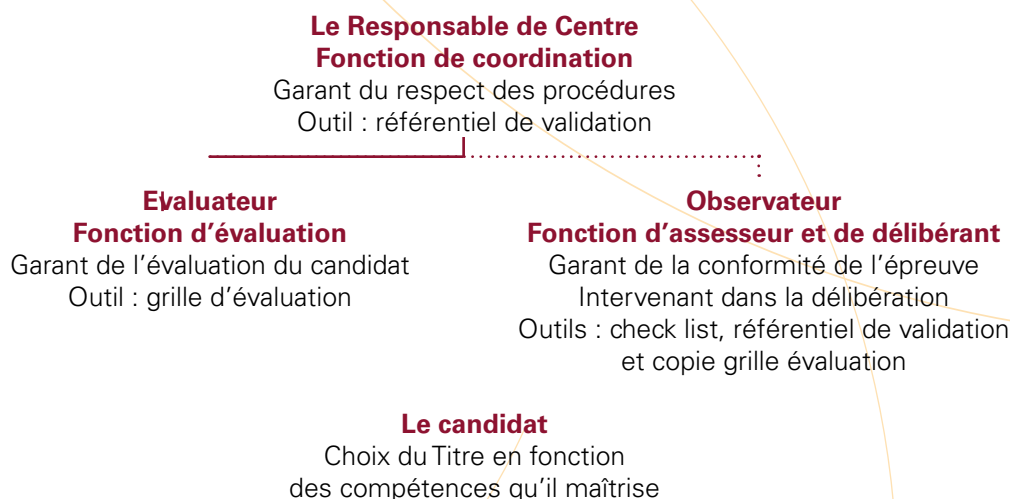 Le Responsable de Centre
Fonction de coordination
Garant du respect des procédures
Outil : référentiel de validation
Evaluateur
Fonction d’évaluation
Garant de l’évaluation du candidat
Outil : grille d’évaluation
Observateur
Fonction d’assesseur et de délibérant
Garant de la conformité de l’épreuve
Intervenant dans la délibération
Outils : check list, référentiel de validation
et copie grille évaluation
Le candidat
Choix du Titre en fonction
des compétences qu’il maîtrise